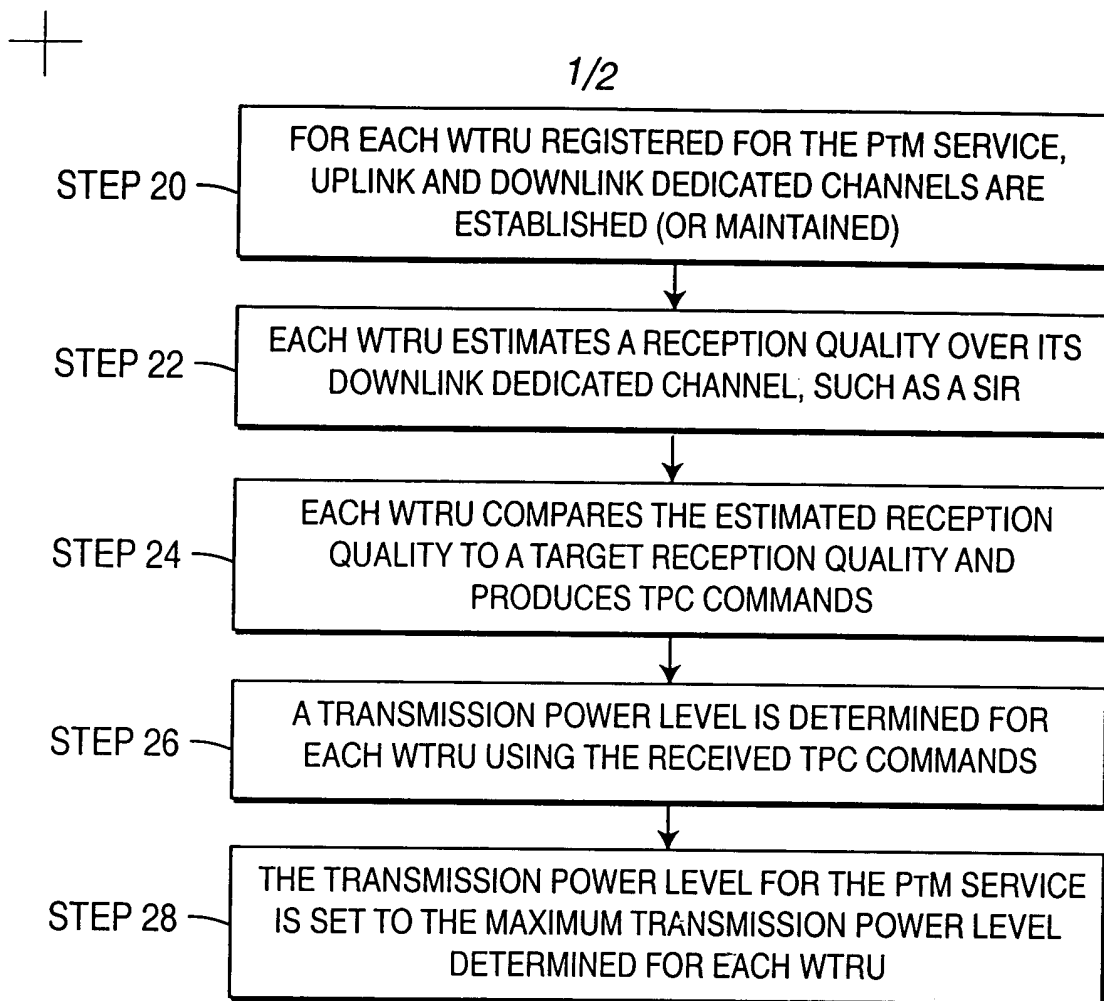 1/2
STEP 20
FOR EACH WTRU REGISTERED FOR THE PTM SERVICE,
UPLINK AND DOWNLINK DEDICATED CHANNELS ARE
ESTABLISHED (OR MAINTAINED)
STEP 22
EACH WTRU ESTIMATES A RECEPTION QUALITY OVER ITS
DOWNLINK DEDICATED CHANNEL, SUCH AS A SIR
STEP 24
EACH WTRU COMPARES THE ESTIMATED RECEPTION
QUALITY TO A TARGET RECEPTION QUALITY AND
PRODUCES TPC COMMANDS
STEP 26
A TRANSMISSION POWER LEVEL IS DETERMINED FOR
EACH WTRU USING THE RECEIVED TPC COMMANDS
STEP 28
THE TRANSMISSION POWER LEVEL FOR THE PTM SERVICE
IS SET TO THE MAXIMUM TRANSMISSION POWER LEVEL
DETERMINED FOR EACH WTRU